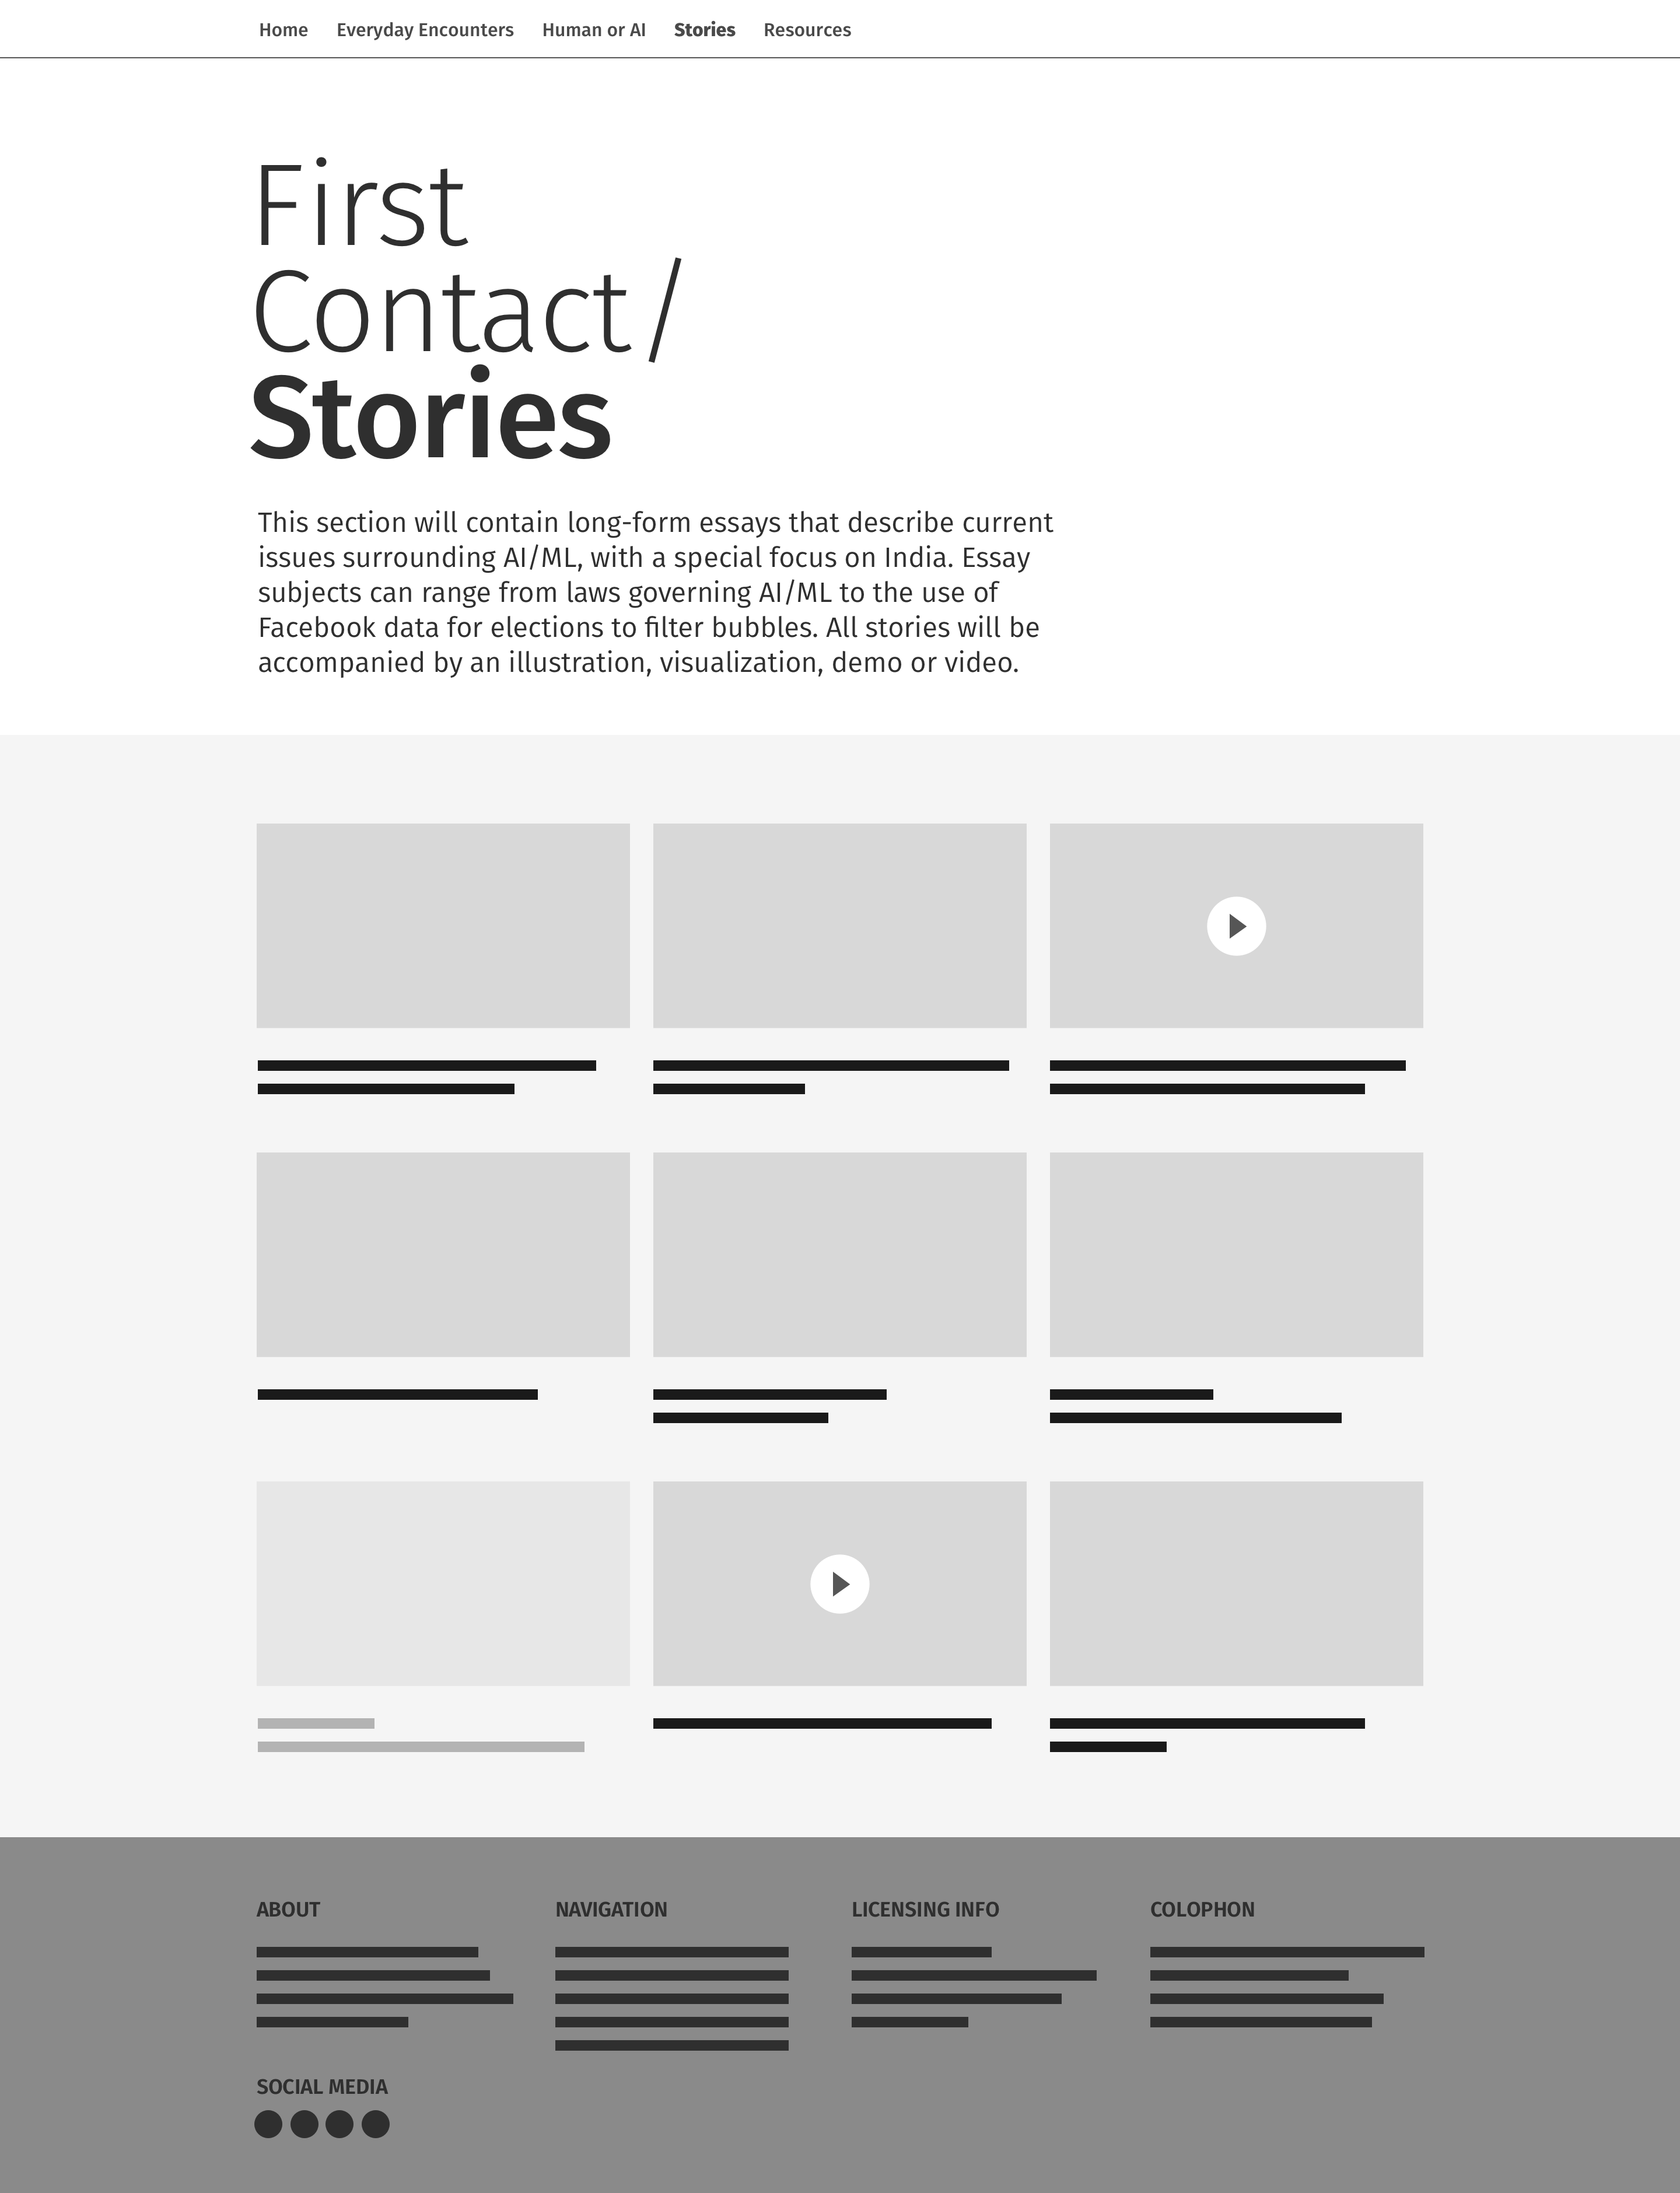 Home Everyday Encounters Human or AI Stories Resources
First
Contact/
Stories
This section will contain long-form essays that describe current
issues surrounding AI/ML, with a special focus on India. Essay
subjects can range from laws governing AI/ML to the use of
Facebook data for elections to filter bubbles. All stories will be
accompanied by an illustration, visualization, demo or video.
ABOUT NAVIGATION LICENSING INFO COLOPHON
SOCIAL MEDIA